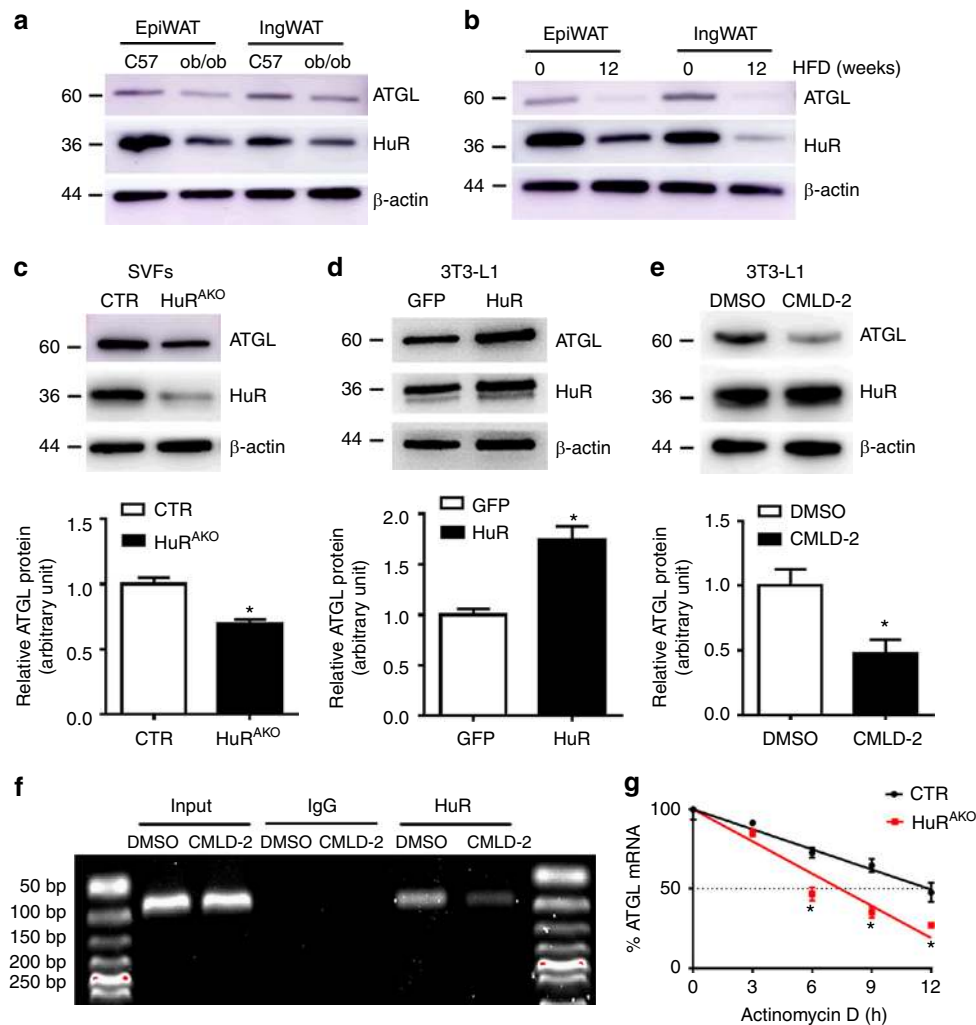 a
EpiWAT IngWAT
C57 ob/ob C57 ob/ob
60 ATGL
36 HuR
44 β-actin
b
EpiWAT IngWAT
0 12 0 12 HFD (weeks)
60 ATGL
36 HuR
44 β-actin
c
SVFs
CTR HuR^AKO
60 ATGL
36 HuR
44 β-actin
CTR
HuR^AKO
Relative ATGL protein
(arbitrary unit)
1.5
1.0
0.5
0.0
*
CTR HuR^AKO
d
3T3-L1
GFP HuR
60 ATGL
36 HuR
44 β-actin
GFP
HuR
Relative ATGL protein
(arbitrary unit)
2.0
1.5
1.0
0.5
0.0
*
GFP HuR
e
3T3-L1
DMSO CMLD-2
60 ATGL
36 HuR
44 β-actin
DMSO
CMLD-2
Relative ATGL protein
(arbitrary unit)
1.5
1.0
0.5
0.0
*
DMSO CMLD-2
f
Input IgG HuR
DMSO CMLD-2 DMSO CMLD-2 DMSO CMLD-2
50 bp
100 bp
150 bp
200 bp
250 bp
g
CTR
HuR^AKO
% ATGL mRNA
100
50
0
* * *
0 3 6 9 12
Actinomycin D (h)